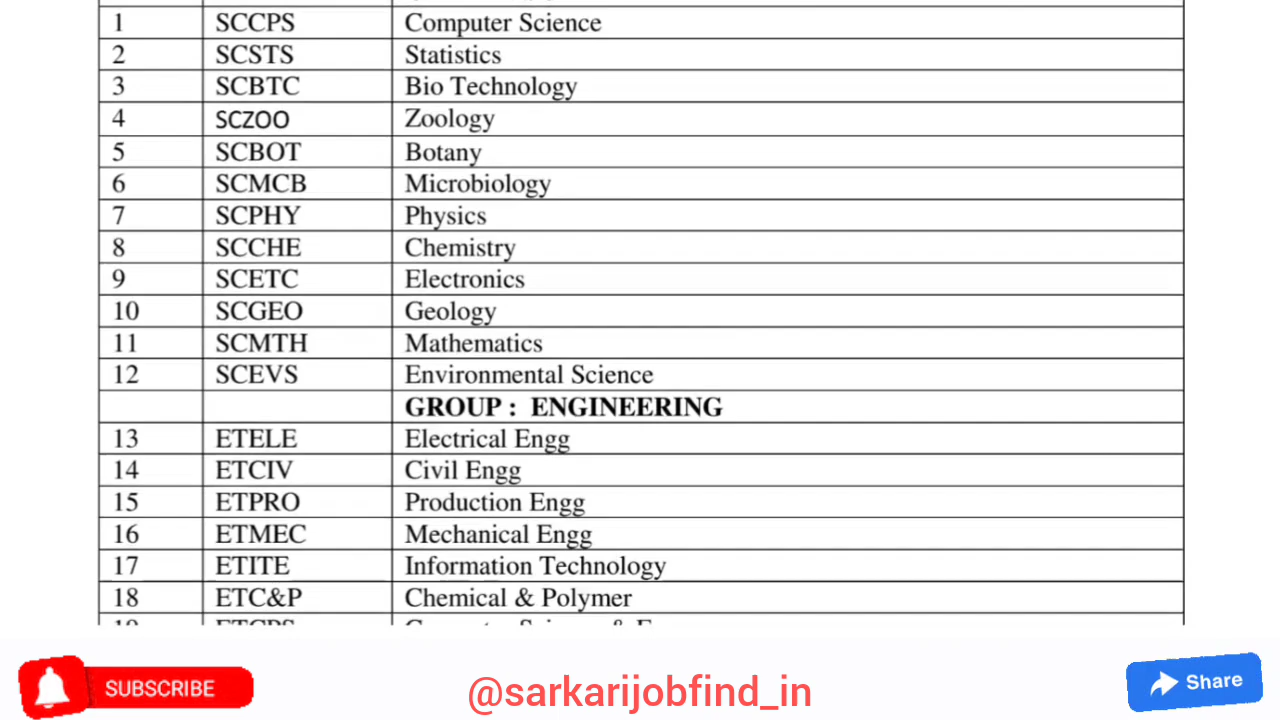 1 SCCPS Computer Science
2 SCSTS Statistics
3 SCBTC Bio Technology
4 SCZOO Zoology
5 SCBOT Botany
6 SCMCB Microbiology
7 SCPHY Physics
8 SCCHE Chemistry
9 SCETC Electronics
10 SCGEO Geology
11 SCMTH Mathematics
12 SCEVS Environmental Science
GROUP : ENGINEERING
13 ETELE Electrical Engg
14 ETCIV Civil Engg
15 ETPRO Production Engg
16 ETMEC Mechanical Engg
17 ETITE Information Technology
18 ETC&P Chemical & Polymer
SUBSCRIBE
@sarkarijobfind_in
Share